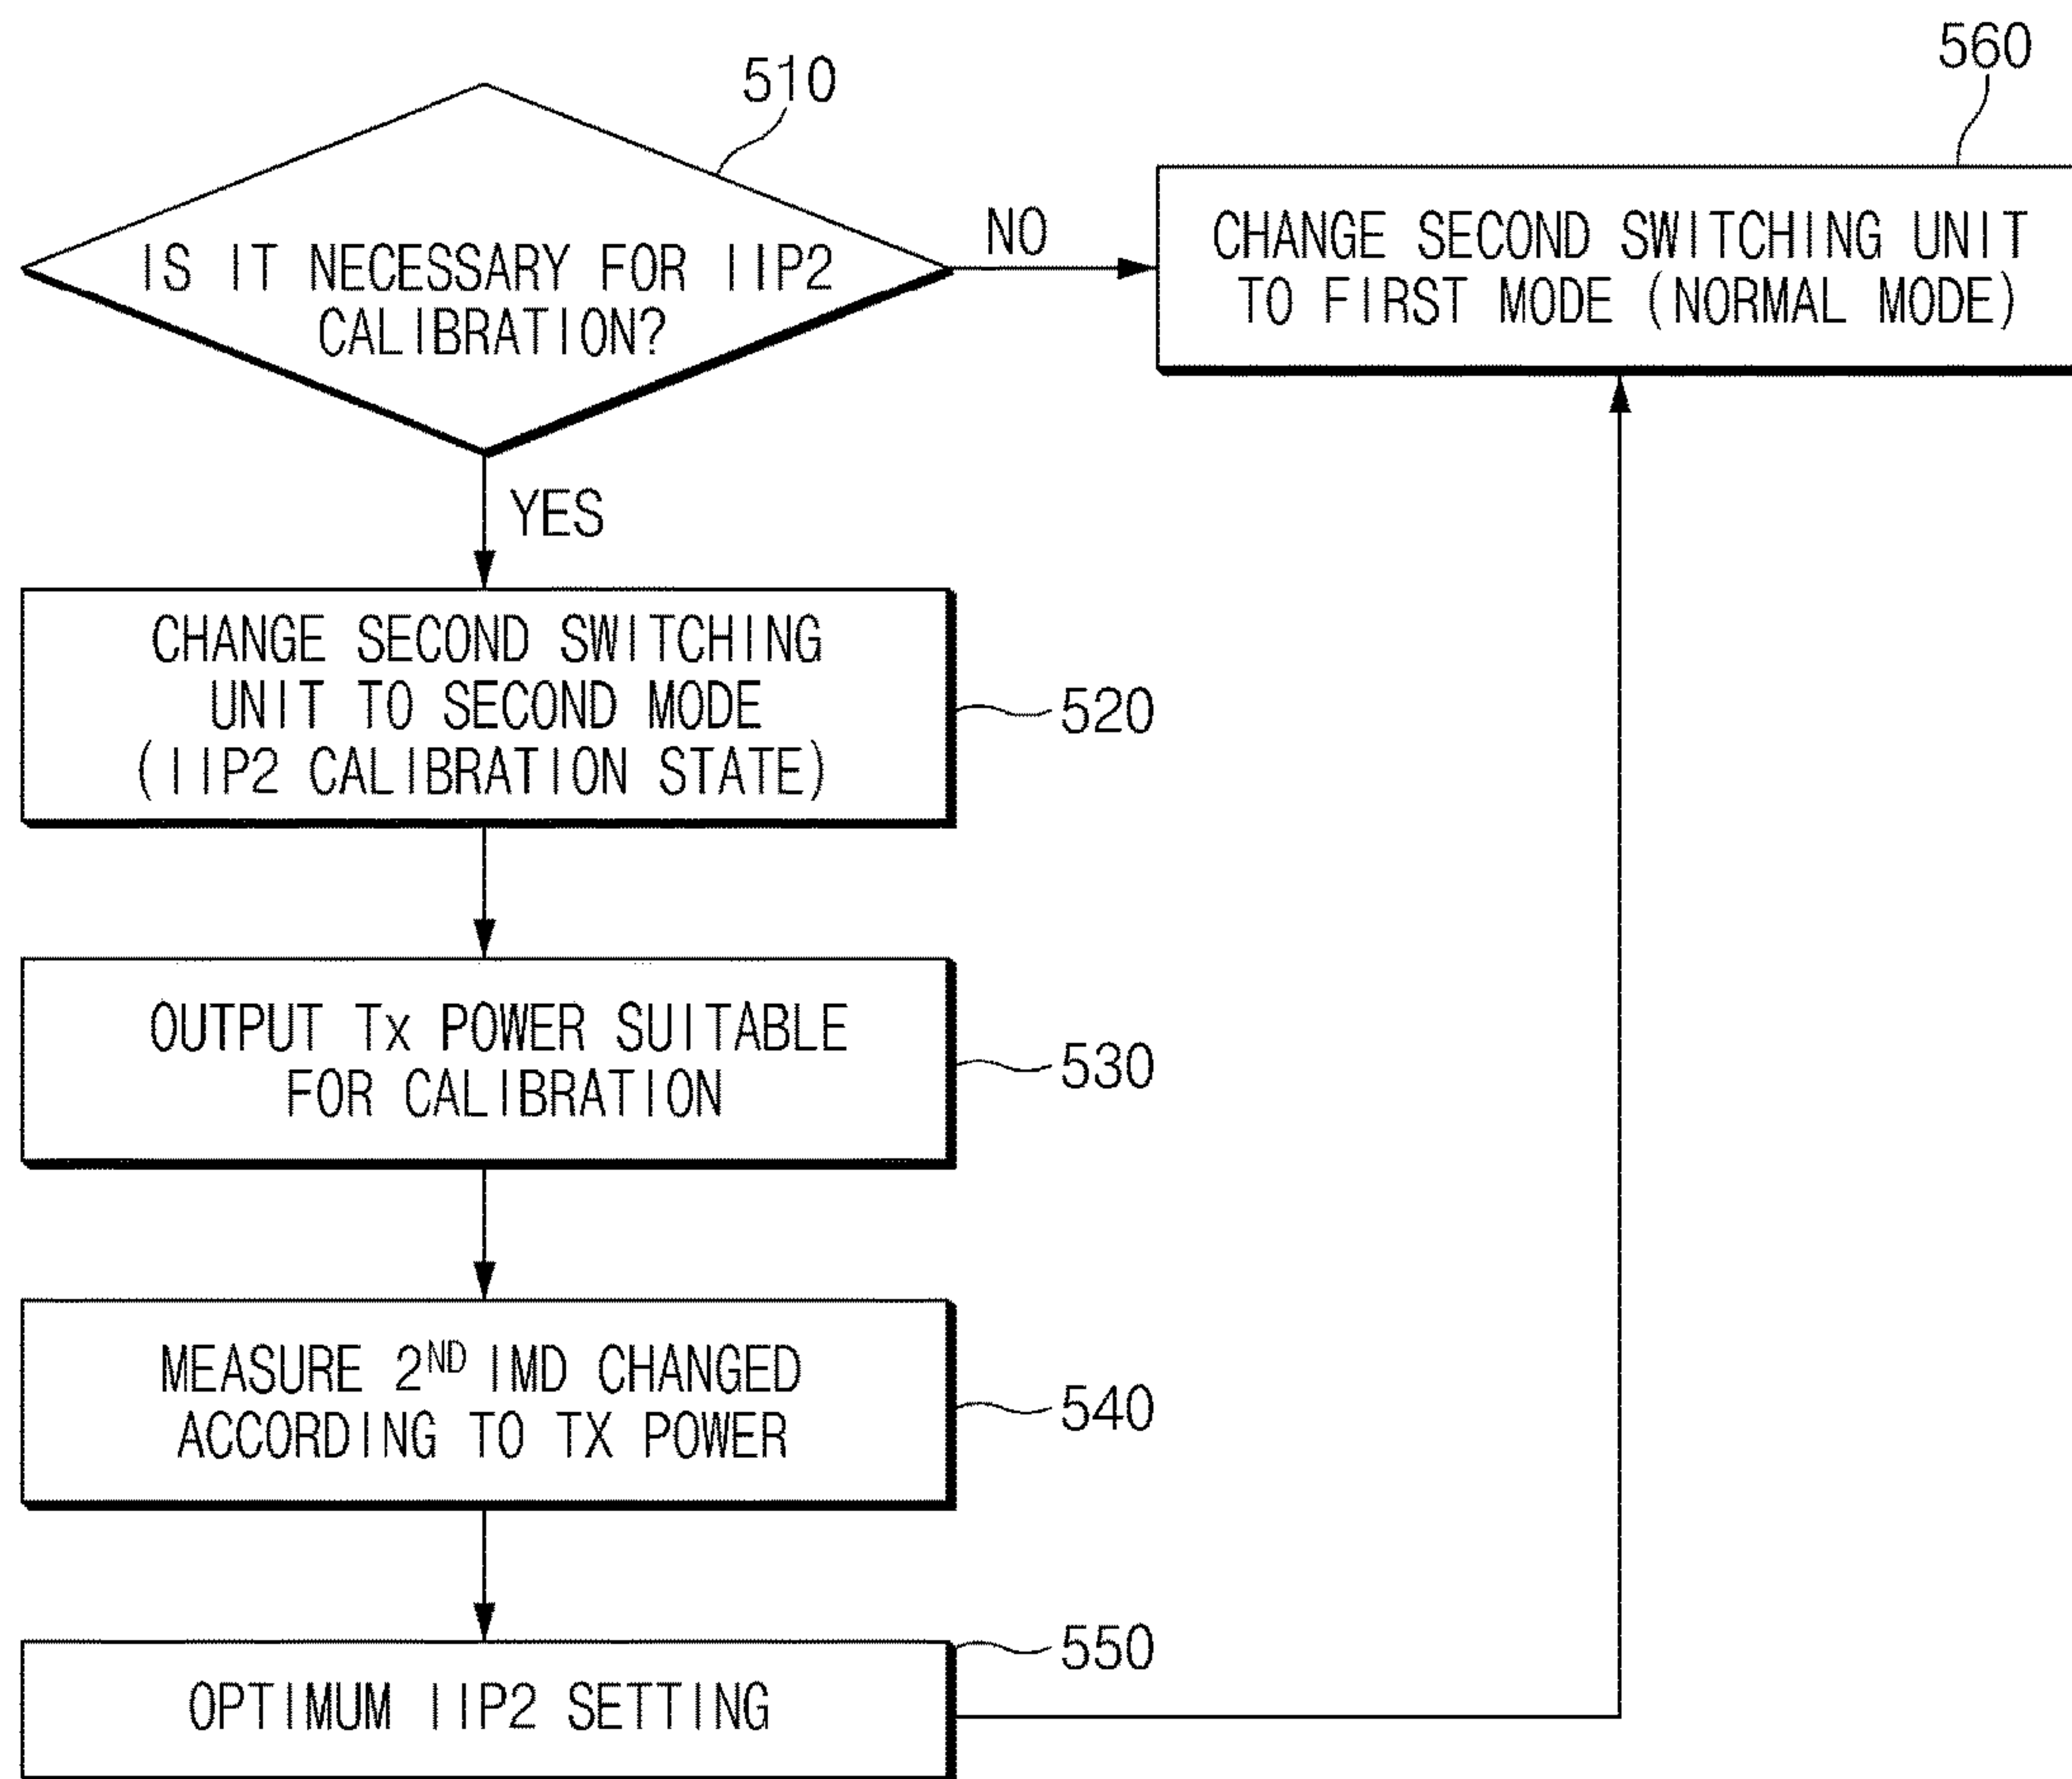 510
IS IT NECESSARY FOR IIP2
CALIBRATION?
NO
560
CHANGE SECOND SWITCHING UNIT
TO FIRST MODE (NORMAL MODE)
YES
CHANGE SECOND SWITCHING
UNIT TO SECOND MODE
(IIP2 CALIBRATION STATE)
520
OUTPUT Tx POWER SUITABLE
FOR CALIBRATION
530
MEASURE 2ND IMD CHANGED
ACCORDING TO TX POWER
540
OPTIMUM IIP2 SETTING
550